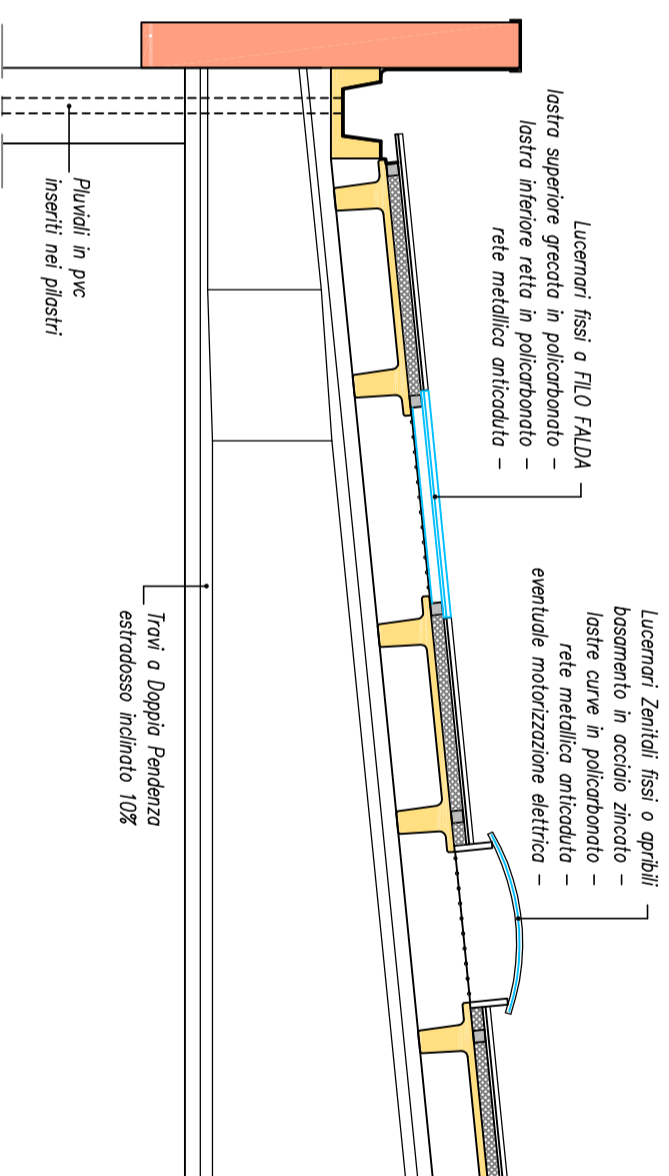 Lucernari Zenitali fissi o apribili
basamento in acciaio zincato –
lastre curve in policarbonato –
rete metallica anticaduta –
eventuale motorizzazione elettrica –
Lucernari fissi a FILO FALDA
lastra superiore grecata in policarbonato –
lastra inferiore retta in policarbonato –
rete metallica anticaduta –
Travi a Doppia Pendenza
estradosso inclinato 10%
Pluviali in pvc
inseriti nei pilastri